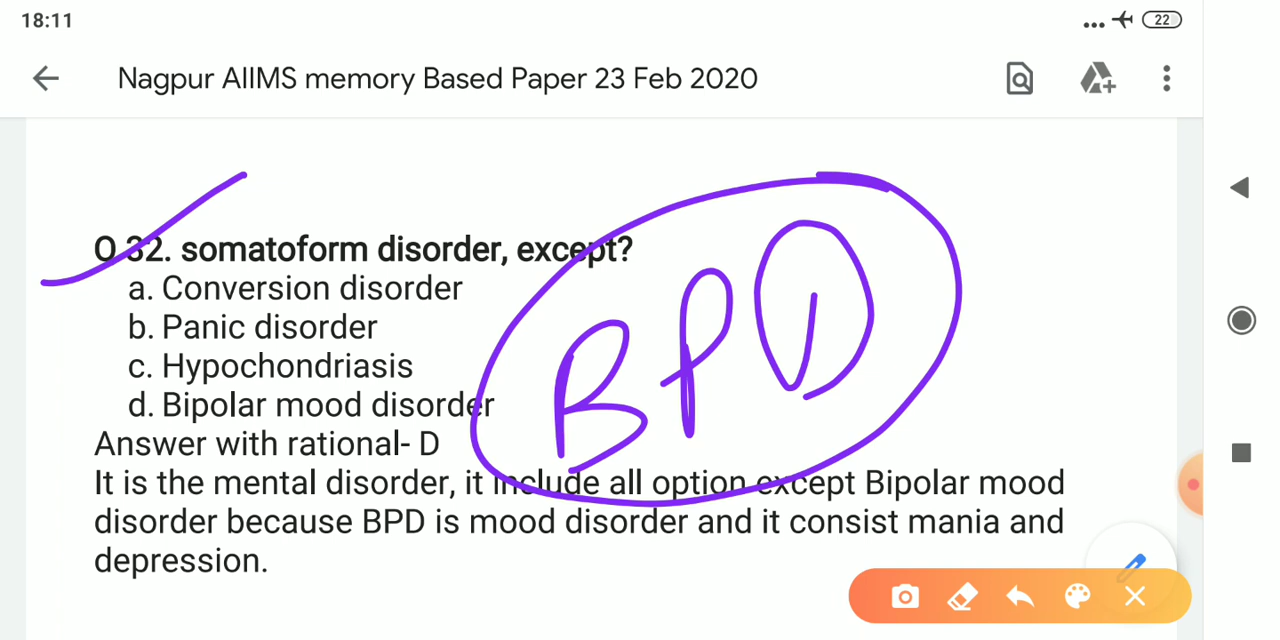 18:11
22
Nagpur AIIMS memory Based Paper 23 Feb 2020
Q 32. somatoform disorder, except?
a. Conversion disorder
b. Panic disorder
c. Hypochondriasis
d. Bipolar mood disorder
BPD
Answer with rational- D
It is the mental disorder, it include all option except Bipolar mood
disorder because BPD is mood disorder and it consist mania and
depression.